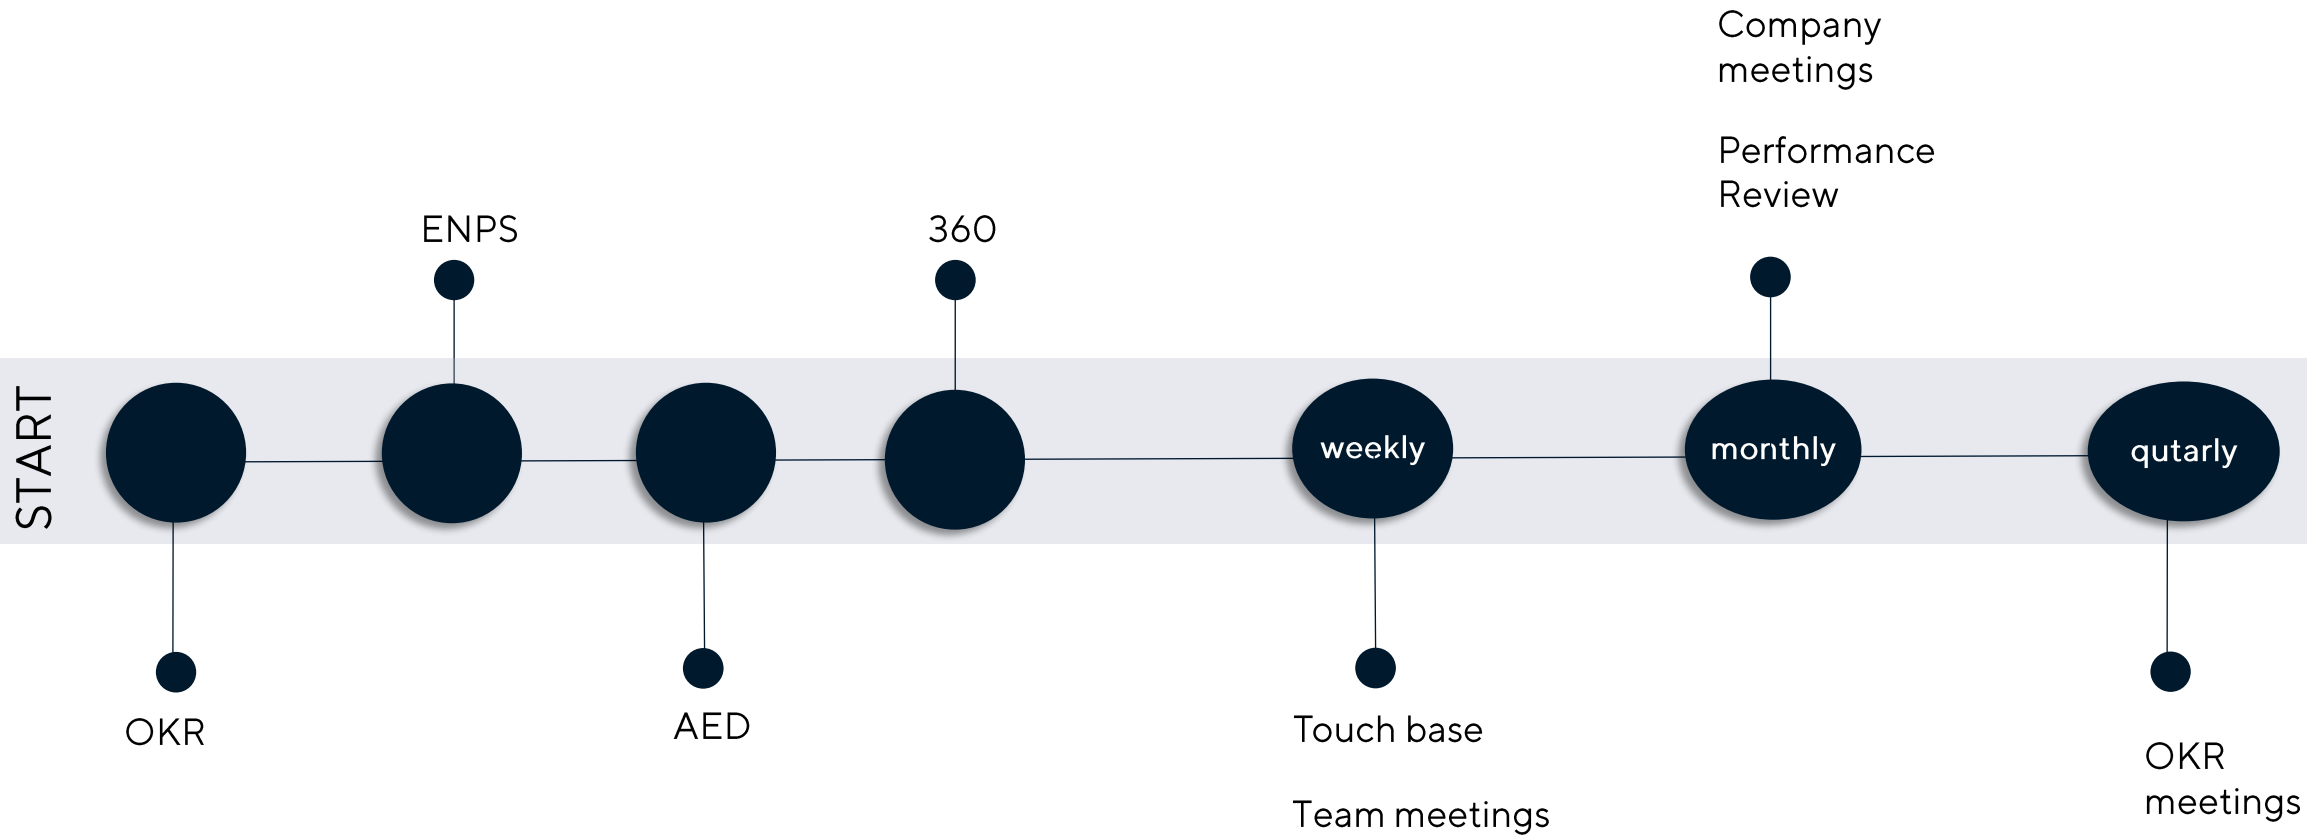 Company
meetings
Performance
Review
ENPS
360
START
weekly
monthly
qutarly
OKR
AED
Touch base
Team meetings
OKR
meetings